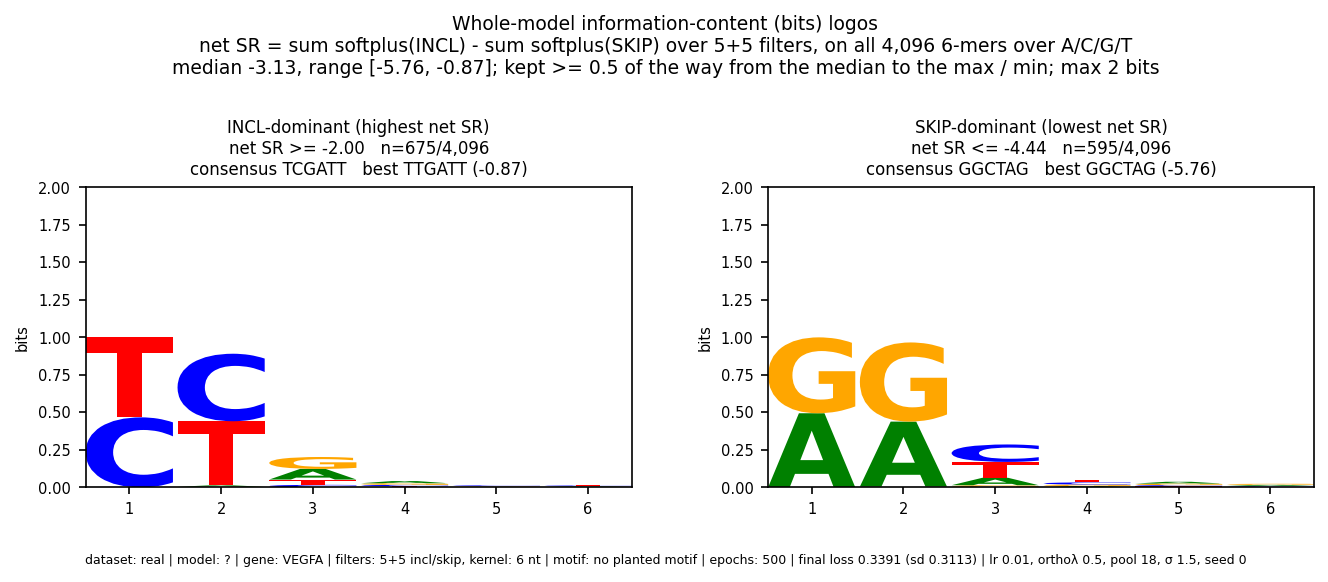 Whole-model information-content (bits) logos
net SR = sum softplus(INCL) - sum softplus(SKIP) over 5+5 filters, on all 4,096 6-mers over A/C/G/T
median -3.13, range [-5.76, -0.87]; kept >= 0.5 of the way from the median to the max / min; max 2 bits
INCL-dominant (highest net SR)
net SR >= -2.00   n=675/4,096
consensus TCGATT   best TTGATT (-0.87)
2.00
1.75
1.50
1.25
1.00
0.75
0.50
0.25
0.00
bits
T C G
C T A
T
1 2 3 4 5 6
SKIP-dominant (lowest net SR)
net SR <= -4.44   n=595/4,096
consensus GGCTAG   best GGCTAG (-5.76)
2.00
1.75
1.50
1.25
1.00
0.75
0.50
0.25
0.00
bits
G G C
A A T
A
1 2 3 4 5 6
dataset: real | model: ? | gene: VEGFA | filters: 5+5 incl/skip, kernel: 6 nt | motif: no planted motif | epochs: 500 | final loss 0.3391 (sd 0.3113) | lr 0.01, orthoλ 0.5, pool 18, σ 1.5, seed 0